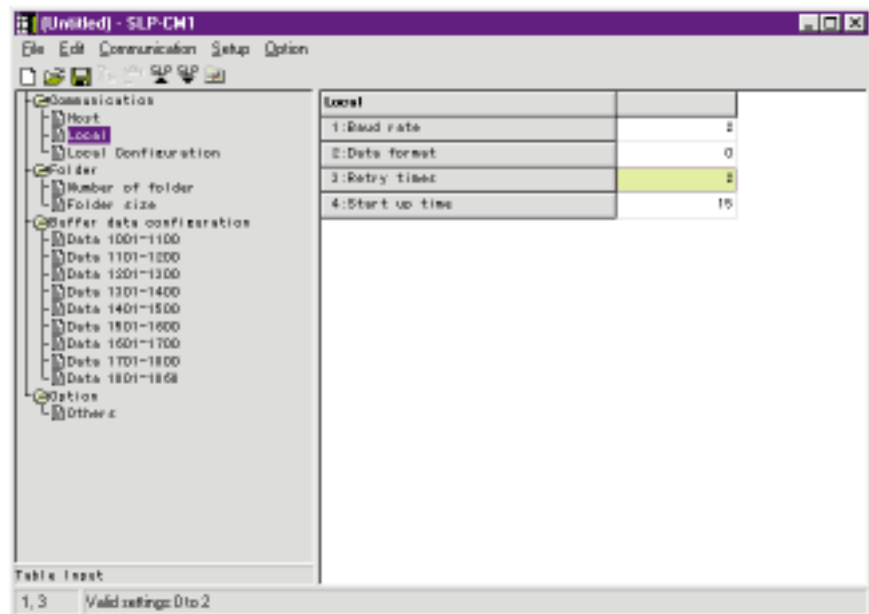 (Untitled) - SLP-CM1
File Edit Communication Setup Option
SLP SLP
Communication
Host
Local
Local Configuration
Folder
Number of folder
Folder size
Buffer data configuration
Data 1001-1100
Data 1101-1200
Data 1201-1300
Data 1301-1400
Data 1401-1500
Data 1501-1600
Data 1601-1700
Data 1701-1800
Data 1801-1868
Option
Others
Local
1:Baud rate 2
2:Data format 0
3:Retry times 2
4:Start up time 15
Table Input
1, 3 Valid settings: 0 to 2